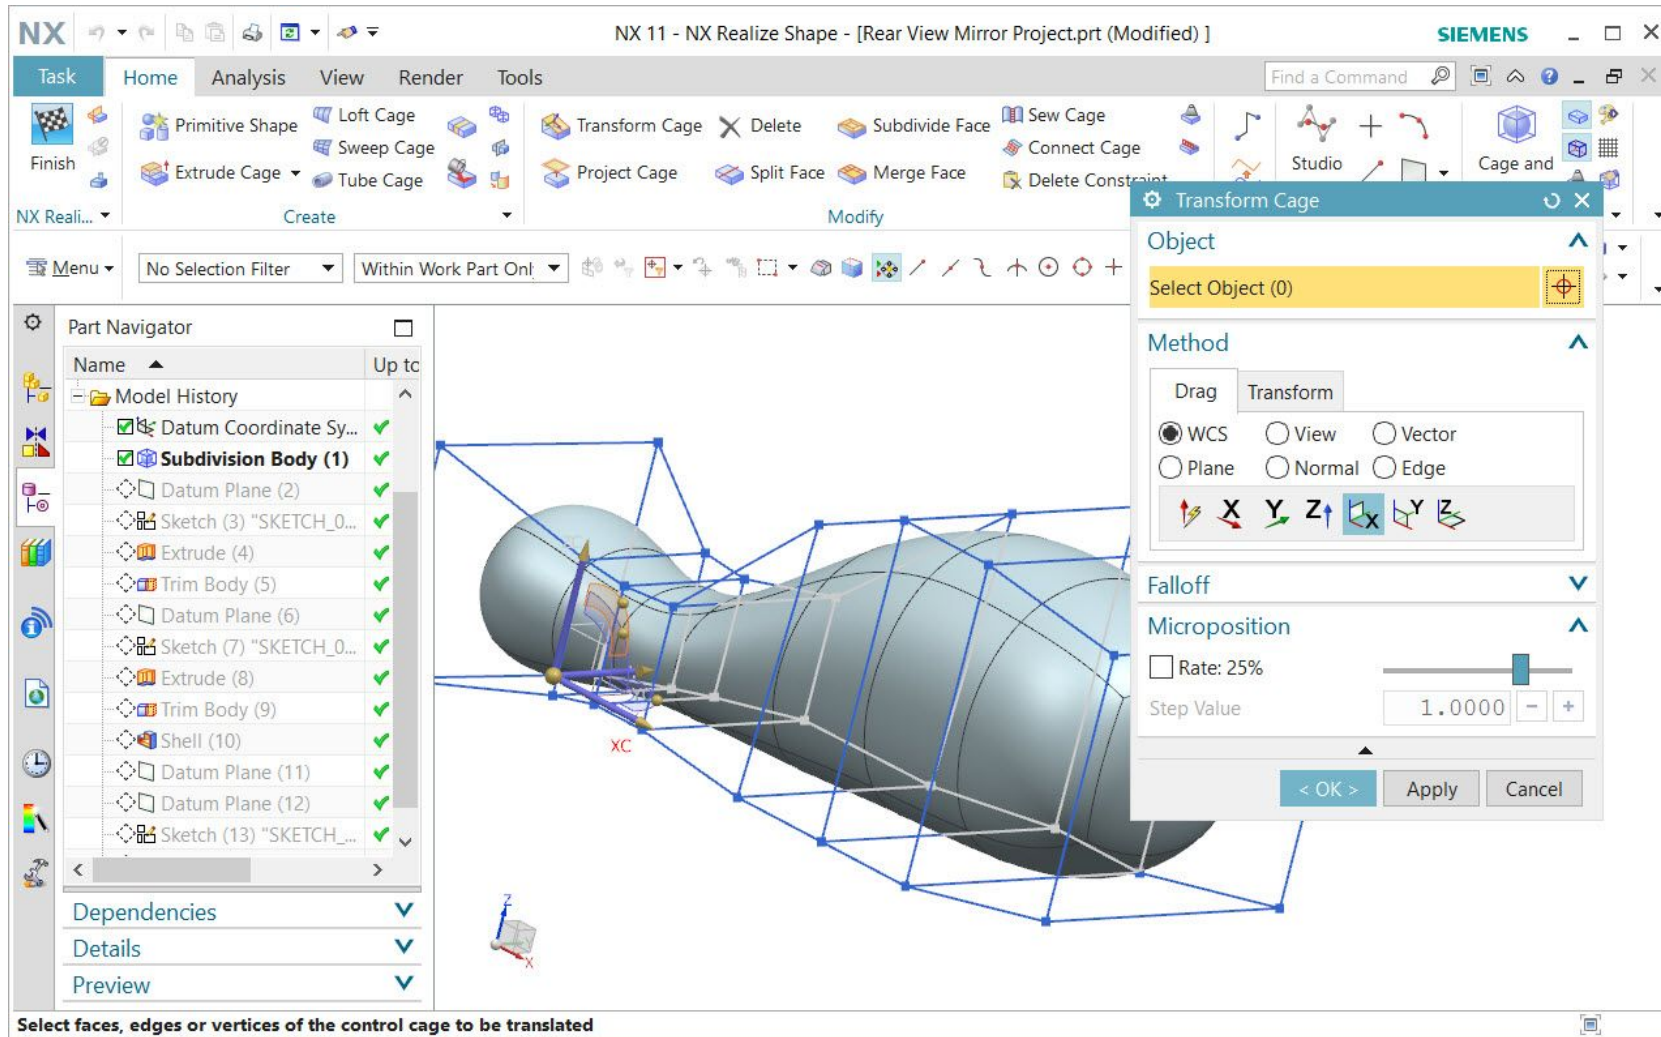 NX
NX 11 - NX Realize Shape - [Rear View Mirror Project.prt (Modified) ]
SIEMENS
Task Home Analysis View Render Tools
Find a Command
Finish
Primitive Shape
Extrude Cage
Loft Cage
Sweep Cage
Tube Cage
Transform Cage
Project Cage
Delete
Split Face
Subdivide Face
Merge Face
Sew Cage
Connect Cage
Delete Constraint
Studio
Cage and
NX Reali...
Create
Modify
Menu
No Selection Filter
Within Work Part Onl
Part Navigator
Name
Up to
Model History
Datum Coordinate Sy...
Subdivision Body (1)
Datum Plane (2)
Sketch (3) "SKETCH_0...
Extrude (4)
Trim Body (5)
Datum Plane (6)
Sketch (7) "SKETCH_0...
Extrude (8)
Trim Body (9)
Shell (10)
Datum Plane (11)
Datum Plane (12)
Sketch (13) "SKETCH_...
Dependencies
Details
Preview
XC
Z
X
Transform Cage
Object
Select Object (0)
Method
Drag Transform
WCS View Vector
Plane Normal Edge
X Y Z X Y Z
Falloff
Microposition
Rate: 25%
Step Value 1.0000 - +
< OK > Apply Cancel
Select faces, edges or vertices of the control cage to be translated